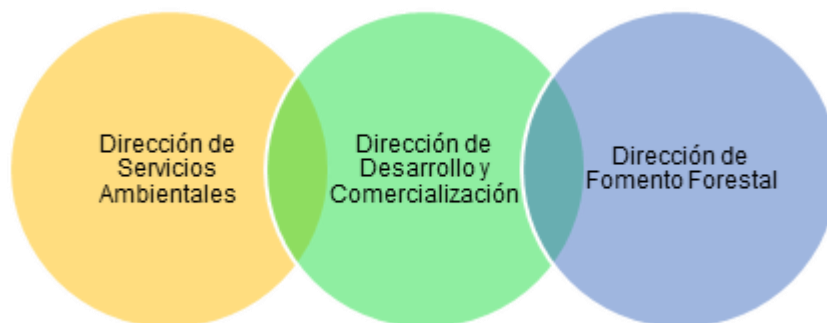 Dirección de
Servicios
Ambientales
Dirección de
Desarrollo y
Comercialización
Dirección de
Fomento Forestal